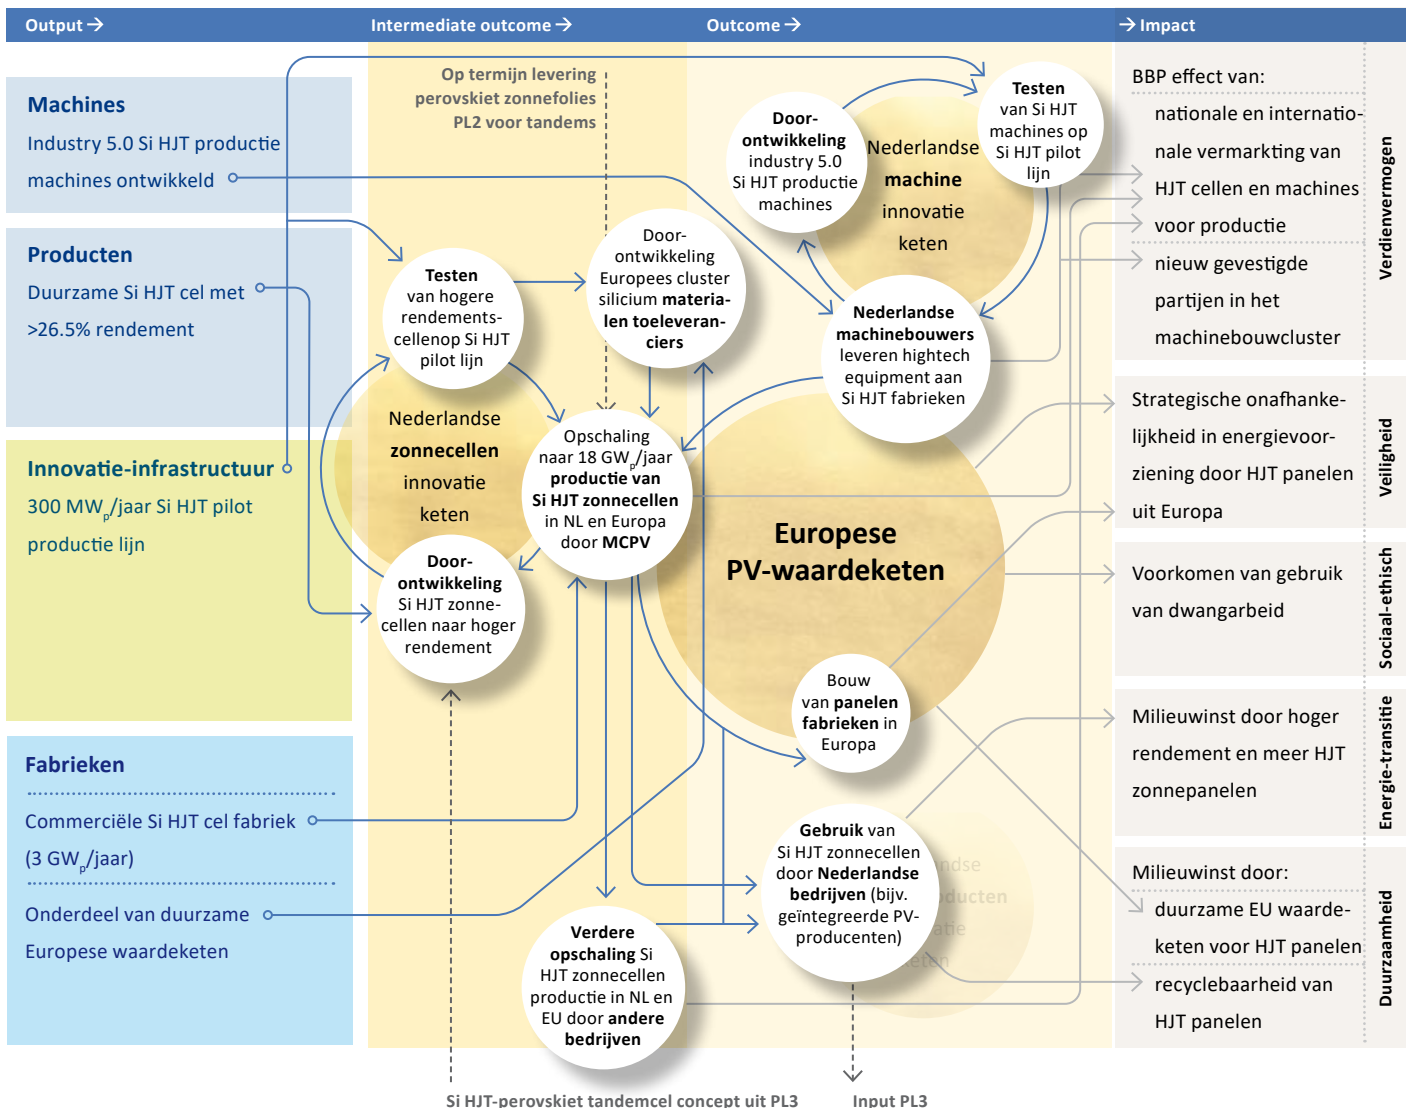 Output →
Intermediate outcome →
Outcome →
→ Impact
Machines
Industry 5.0 Si HJT productie
machines ontwikkeld
Producten
Duurzame Si HJT cel met
>26.5% rendement
Innovatie-infrastructuur
300 MWp/jaar Si HJT pilot
productie lijn
Fabrieken
Commerciële Si HJT cel fabriek
(3 GWp/jaar)
Onderdeel van duurzame
Europese waardeketen
Op termijn levering
perovskiet zonnefolies
PL2 voor tandems
Testen
van hogere
rendements-
cellenop Si HJT
pilot lijn
Door-
ontwikkeling
Europees cluster
silicium materia-
len toeleveran-
ciers
Nederlandse
zonnecellen
innovatie
keten
Opschaling
naar 18 GWp/jaar
productie van
Si HJT zonnecellen
in NL en Europa
door MCPV
Door-
ontwikkeling
Si HJT zonne-
cellen naar hoger
rendement
Verdere
opschaling Si
HJT zonnecellen
productie in NL en
EU door andere
bedrijven
Si HJT-perovskiet tandemcel concept uit PL3
Door-
ontwikkeling
industry 5.0
Si HJT productie
machines
Nederlandse
machine
innovatie
keten
Testen
van Si HJT
machines op
Si HJT pilot
lijn
Nederlandse
machinebouwers
leveren hightech
equipment aan
Si HJT fabrieken
Europese
PV-waardeketen
Bouw
van panelen
fabrieken in
Europa
Gebruik van
Si HJT zonnecellen
door Nederlandse
bedrijven (bijv.
geïntegreerde PV-
producenten)
Input PL3
BBP effect van:
nationale en internatio-
nale vermarkting van
HJT cellen en machines
voor productie
nieuw gevestigde
partijen in het
machinebouwcluster
Verdienvermogen
Strategische onafhanke-
lijkheid in energievoor-
ziening door HJT panelen
uit Europa
Veiligheid
Voorkomen van gebruik
van dwangarbeid
Sociaal-ethisch
Milieuwinst door hoger
rendement en meer HJT
zonnepanelen
Energie-transitie
Milieuwinst door:
duurzame EU waarde-
keten voor HJT panelen
recyclebaarheid van
HJT panelen
Duurzaamheid